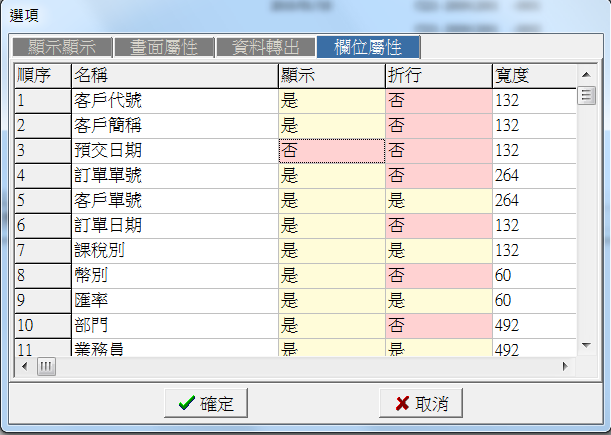 選項
顯示顯示 畫面屬性 資料轉出 欄位屬性
順序 名稱 顯示 折行 寬度
1 客戶代號 是 否 132
2 客戶簡稱 是 否 132
3 預交日期 否 否 132
4 訂單單號 是 否 264
5 客戶單號 是 是 264
6 訂單日期 是 否 132
7 課稅別 是 是 132
8 幣別 是 否 60
9 匯率 是 是 60
10 部門 是 否 492
11 業務員 是 是 492
確定 取消